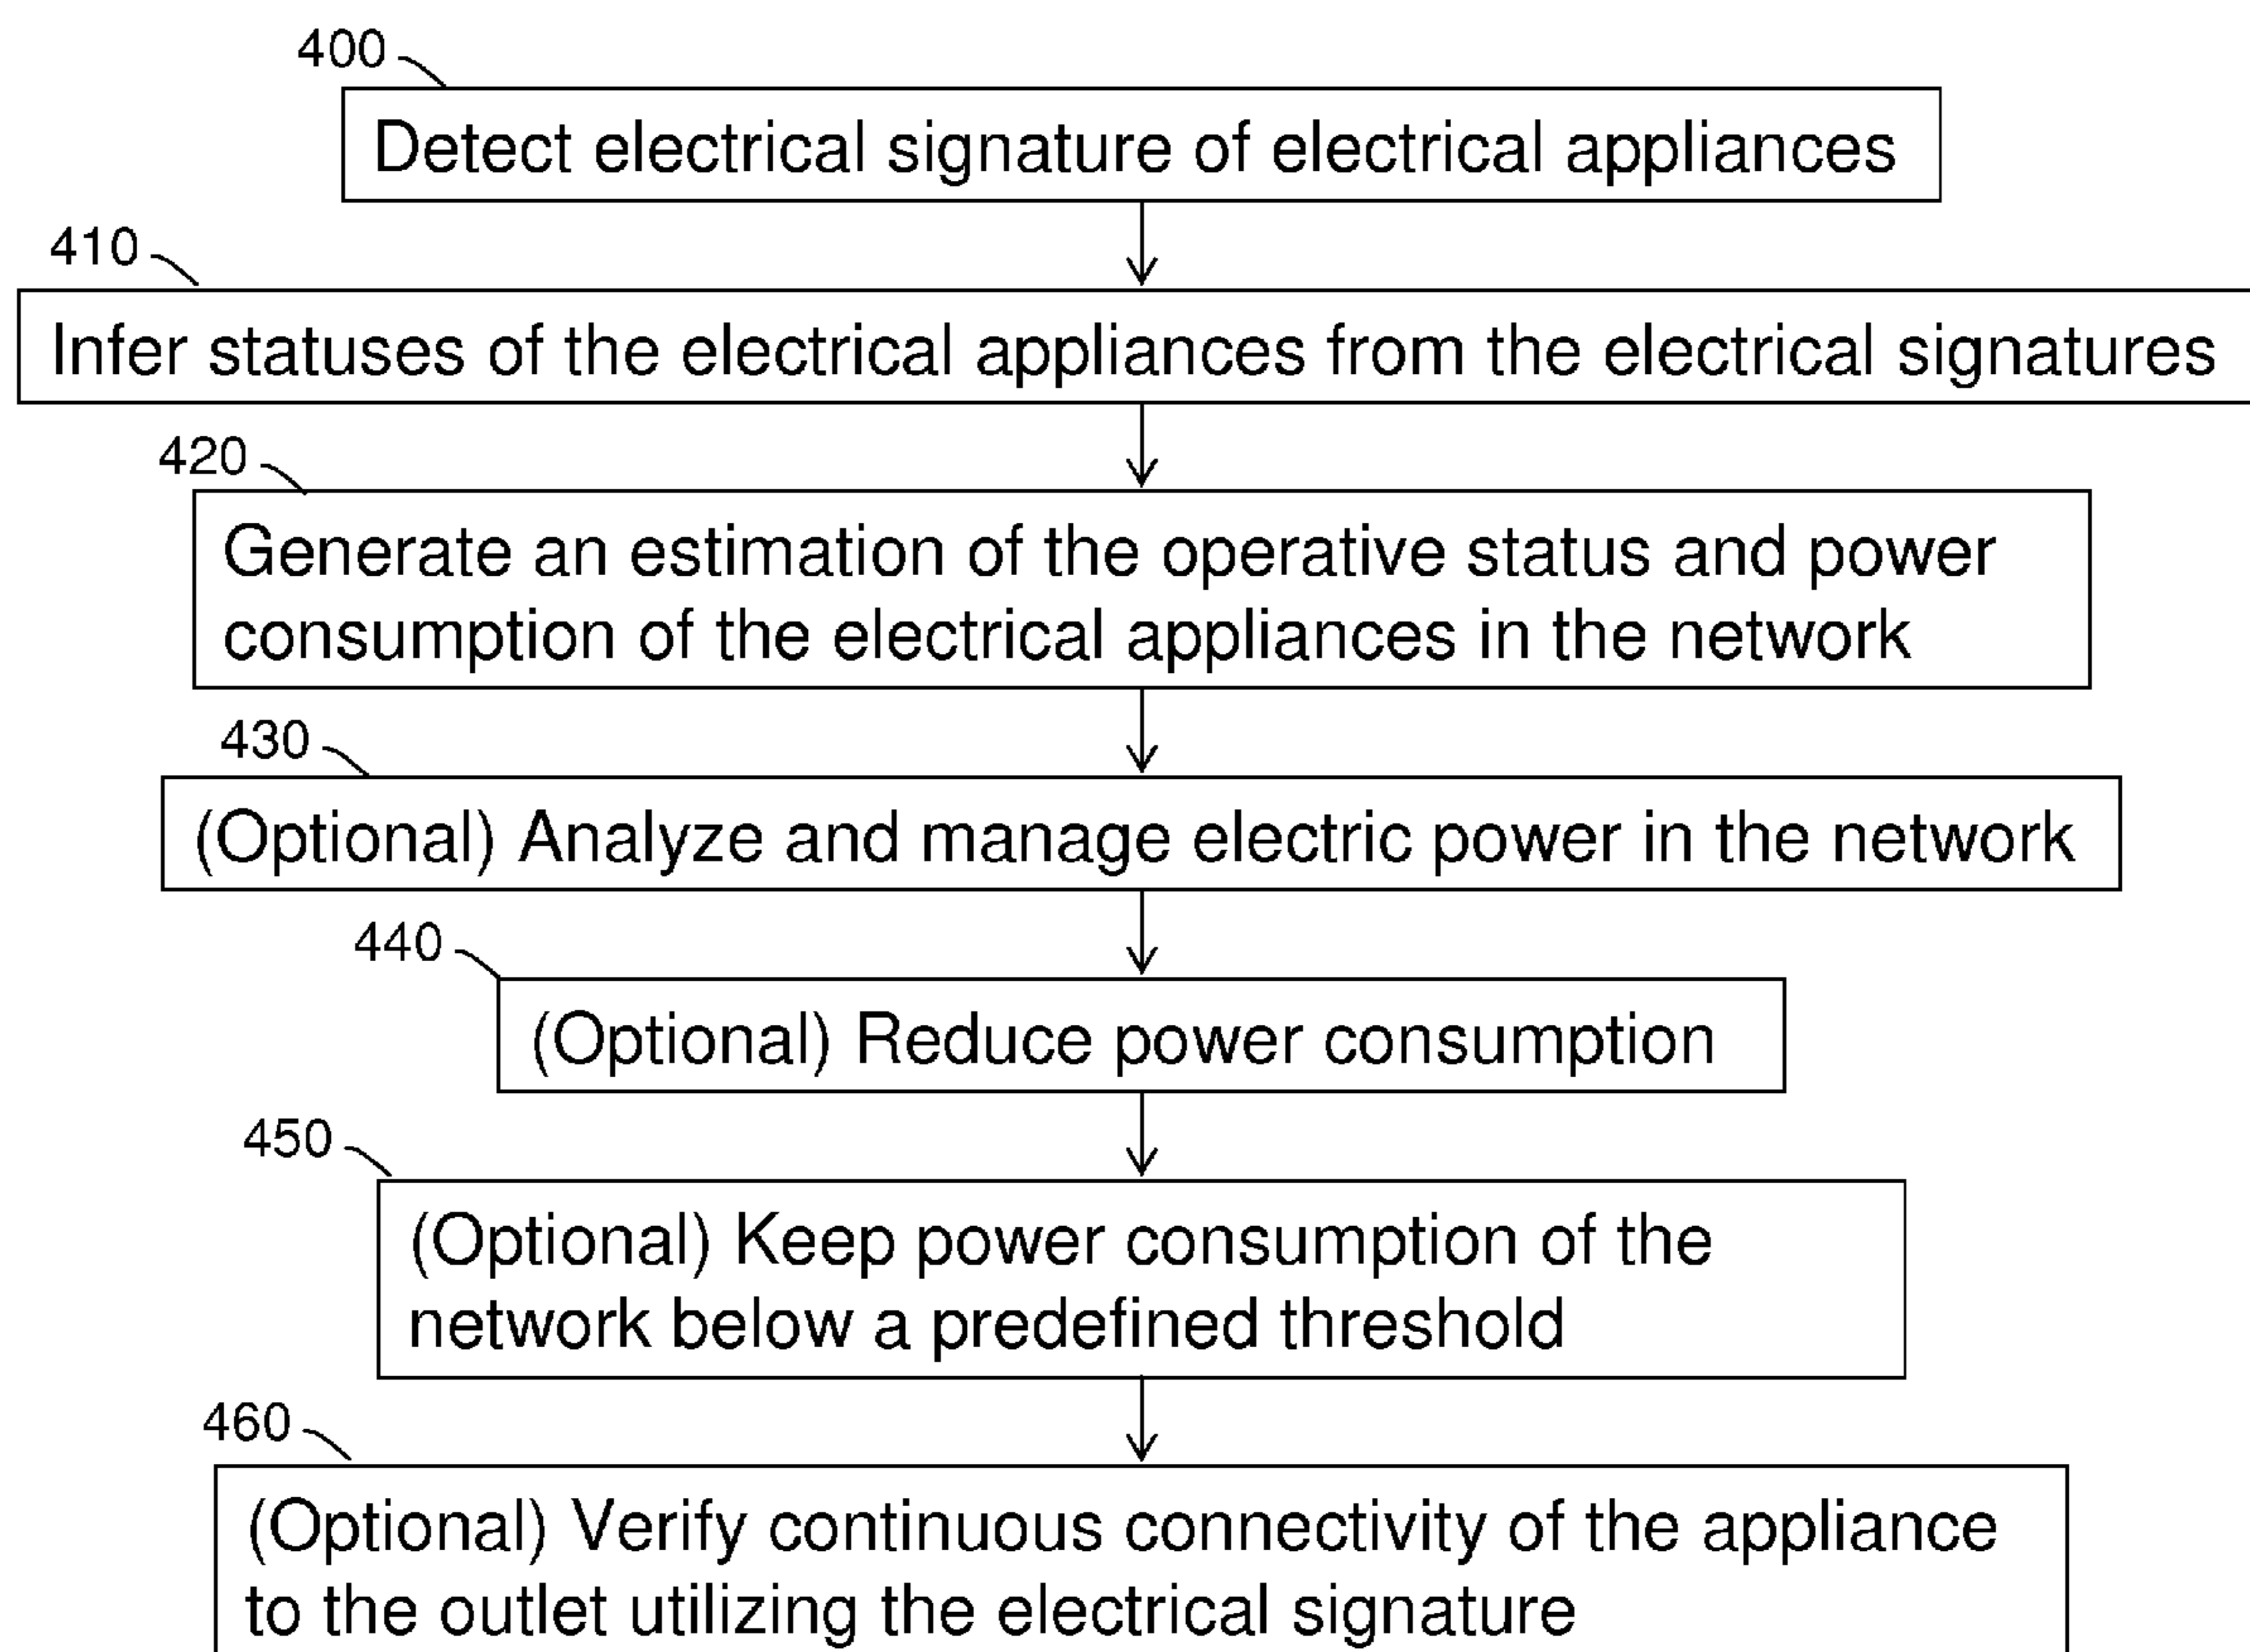 400
Detect electrical signature of electrical appliances
410
Infer statuses of the electrical appliances from the electrical signatures
420
Generate an estimation of the operative status and power
consumption of the electrical appliances in the network
430
(Optional) Analyze and manage electric power in the network
440
(Optional) Reduce power consumption
450
(Optional) Keep power consumption of the
network below a predefined threshold
460
(Optional) Verify continuous connectivity of the appliance
to the outlet utilizing the electrical signature